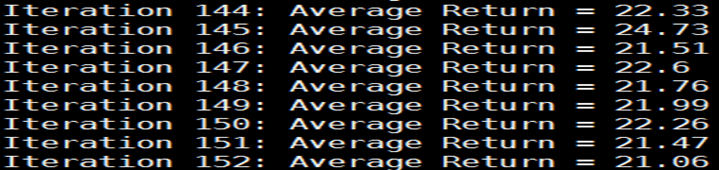 Iteration 144: Average Return = 22.33
Iteration 145: Average Return = 24.73
Iteration 146: Average Return = 21.51
Iteration 147: Average Return = 22.6
Iteration 148: Average Return = 21.76
Iteration 149: Average Return = 21.99
Iteration 150: Average Return = 22.26
Iteration 151: Average Return = 21.47
Iteration 152: Average Return = 21.06